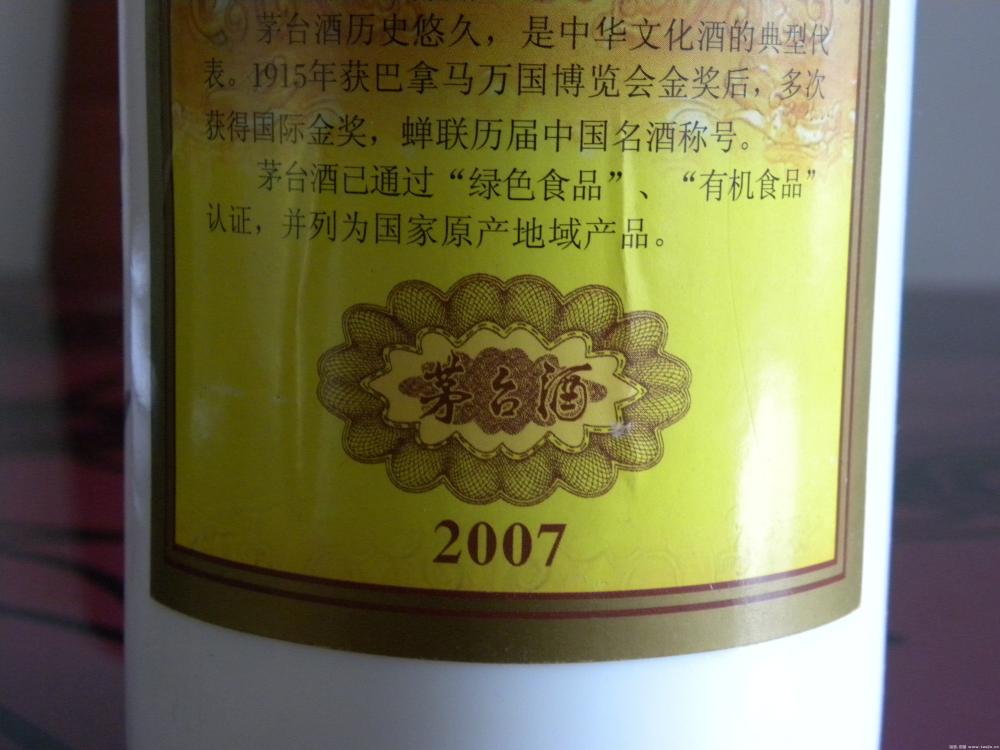 茅台酒历史悠久，是中华文化酒的典型代
表。1915年获巴拿马万国博览会金奖后，多次
获得国际金奖，蝉联历届中国名酒称号。
茅台酒已通过“绿色食品”、“有机食品”
认证，并列为国家原产地域产品。
茅台酒
2007